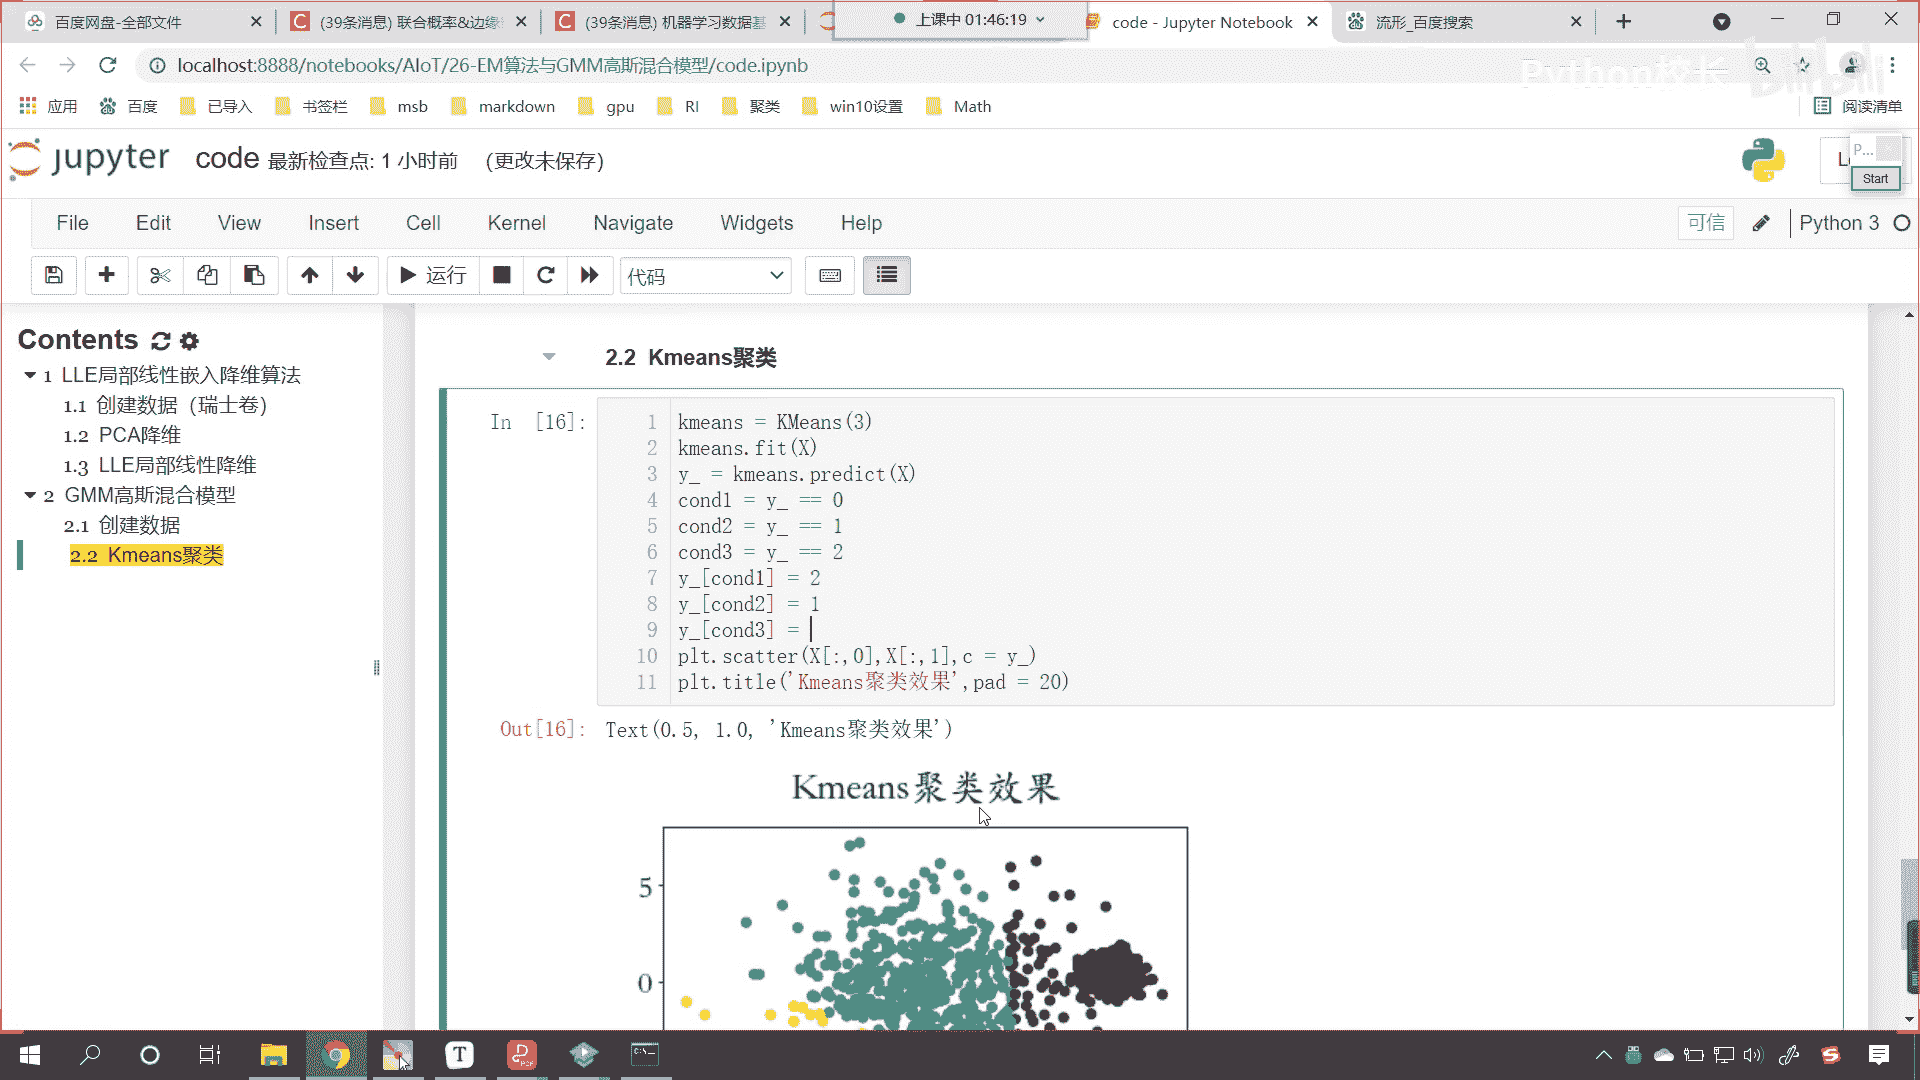 百度网盘-全部文件
(39条消息) 联合概率&边缘
(39条消息) 机器学习数据基
上课中 01:46:19
code - Jupyter Notebook
流形_百度搜索
localhost:8888/notebooks/AIoT/26-EM算法与GMM高斯混合模型/code.ipynb
Python校长
bilibili
应用
百度
已导入
书签栏
msb
markdown
gpu
RI
聚类
win10设置
Math
阅读清单
jupyter code 最新检查点: 1 小时前 (更改未保存)
P...
Start
File
Edit
View
Insert
Cell
Kernel
Navigate
Widgets
Help
可信
Python 3
运行
代码
Contents
1 LLE局部线性嵌入降维算法
1.1 创建数据（瑞士卷）
1.2 PCA降维
1.3 LLE局部线性降维
2 GMM高斯混合模型
2.1 创建数据
2.2 Kmeans聚类
2.2 Kmeans聚类
In [16]:
1 kmeans = KMeans(3)
2 kmeans.fit(X)
3 y_ = kmeans.predict(X)
4 cond1 = y_ == 0
5 cond2 = y_ == 1
6 cond3 = y_ == 2
7 y_[cond1] = 2
8 y_[cond2] = 1
9 y_[cond3] =
10 plt.scatter(X[:,0],X[:,1],c = y_)
11 plt.title('Kmeans聚类效果',pad = 20)
Out[16]: Text(0.5, 1.0, 'Kmeans聚类效果')
Kmeans聚类效果
5
0